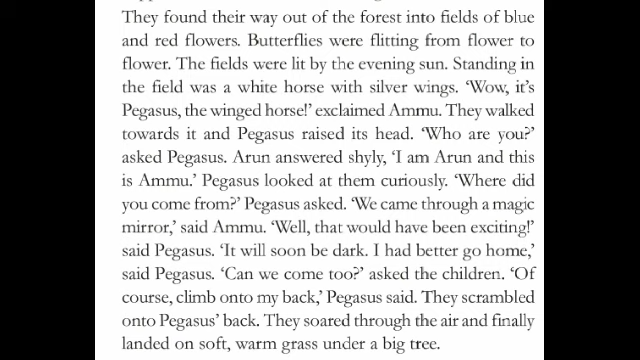 They found their way out of the forest into fields of blue
and red flowers. Butterflies were flitting from flower to
flower. The fields were lit by the evening sun. Standing in
the field was a white horse with silver wings. ‘Wow, it’s
Pegasus, the winged horse!’ exclaimed Ammu. They walked
towards it and Pegasus raised its head. ‘Who are you?’
asked Pegasus. Arun answered shyly, ‘I am Arun and this
is Ammu.’ Pegasus looked at them curiously. ‘Where did
you come from?’ Pegasus asked. ‘We came through a magic
mirror,’ said Ammu. ‘Well, that would have been exciting!’
said Pegasus. ‘It will soon be dark. I had better go home,’
said Pegasus. ‘Can we come too?’ asked the children. ‘Of
course, climb onto my back,’ Pegasus said. They scrambled
onto Pegasus’ back. They soared through the air and finally
landed on soft, warm grass under a big tree.